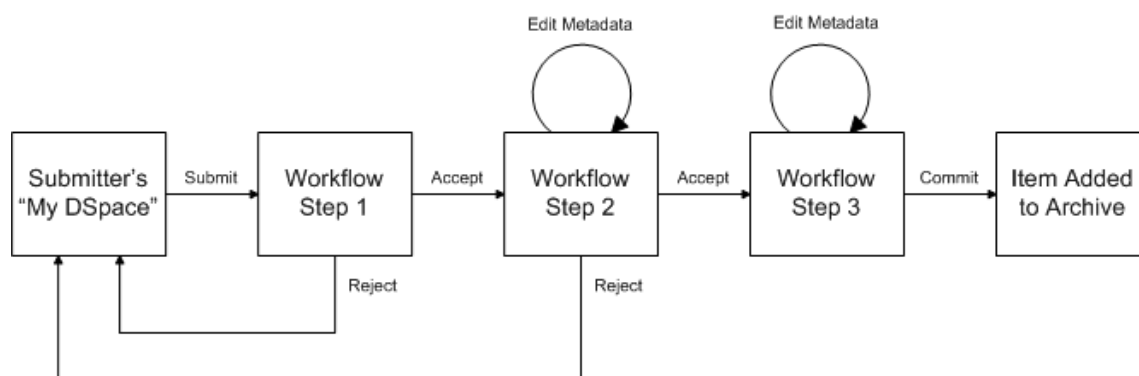 Edit Metadata
Edit Metadata
Submitter's
“My DSpace”
Submit
Workflow
Step 1
Accept
Workflow
Step 2
Accept
Workflow
Step 3
Commit
Item Added
to Archive
Reject
Reject